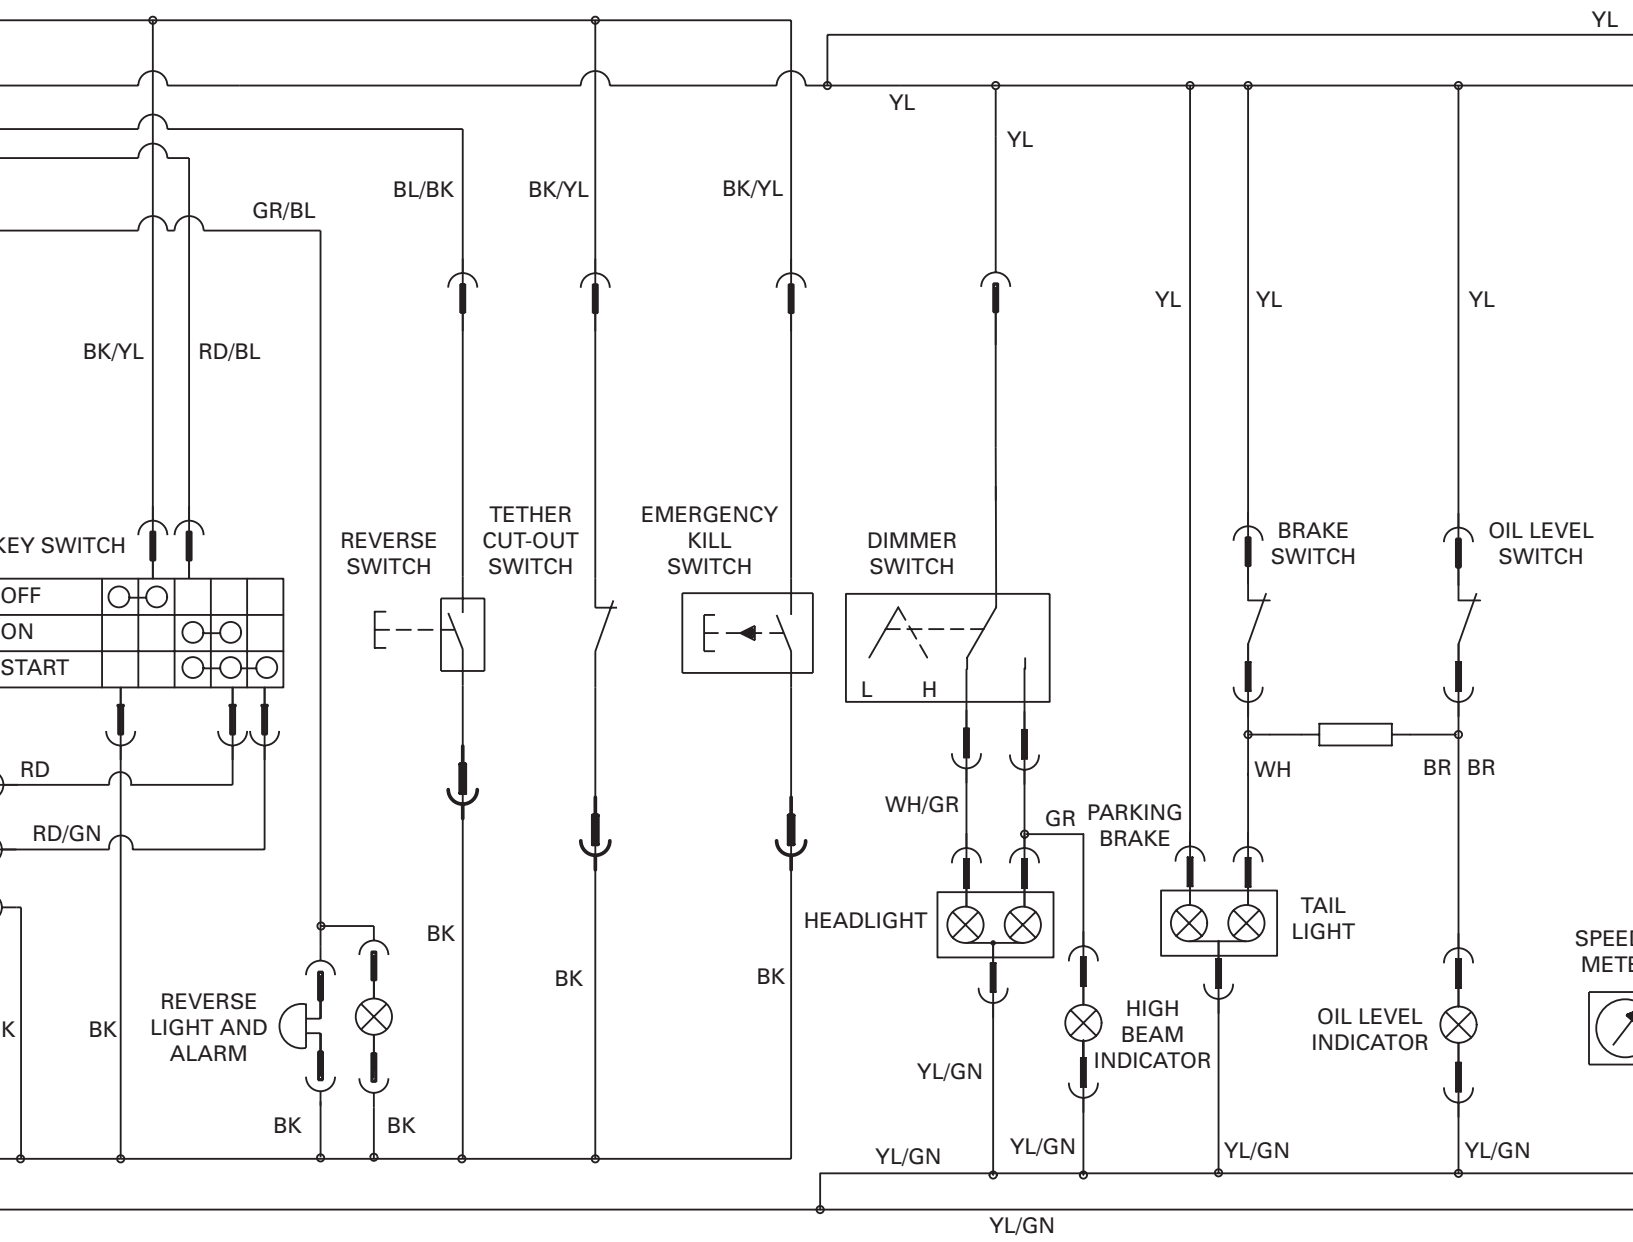 YL
YL
YL
BL/BK
BK/YL
BK/YL
GR/BL
YL
YL
YL
BK/YL
RD/BL
KEY SWITCH
OFF
ON
START
REVERSE
SWITCH
TETHER
CUT-OUT
SWITCH
EMERGENCY
KILL
SWITCH
DIMMER
SWITCH
L
H
BRAKE
SWITCH
OIL LEVEL
SWITCH
RD
WH
BR
BR
WH/GR
GR
PARKING
BRAKE
RD/GN
HEADLIGHT
TAIL
LIGHT
BK
BK
BK
SPEED
METE
REVERSE
LIGHT AND
ALARM
K
BK
HIGH
BEAM
INDICATOR
OIL LEVEL
INDICATOR
YL/GN
BK
BK
YL/GN
YL/GN
YL/GN
YL/GN
YL/GN